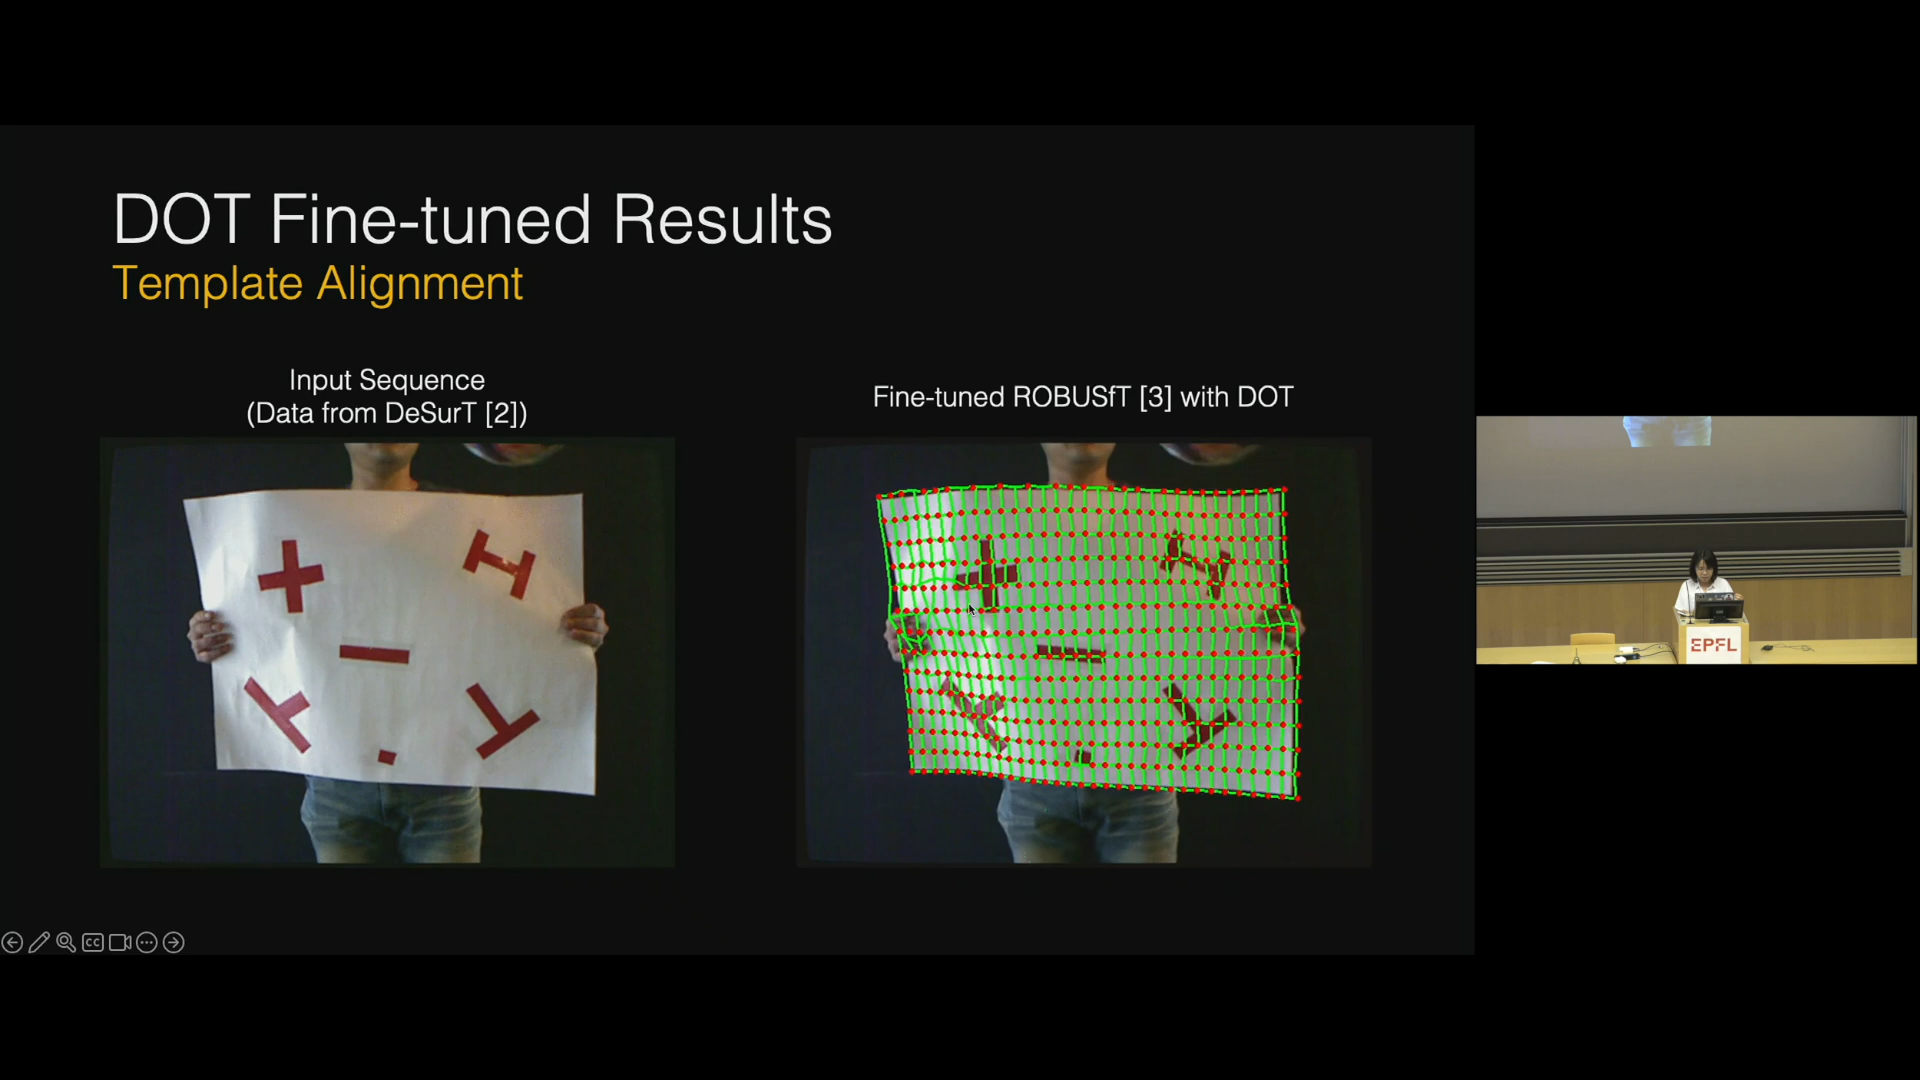 DOT Fine-tuned Results
Template Alignment
Input Sequence
(Data from DeSurT [2])
Fine-tuned ROBUSfT [3] with DOT
EPFL
CC